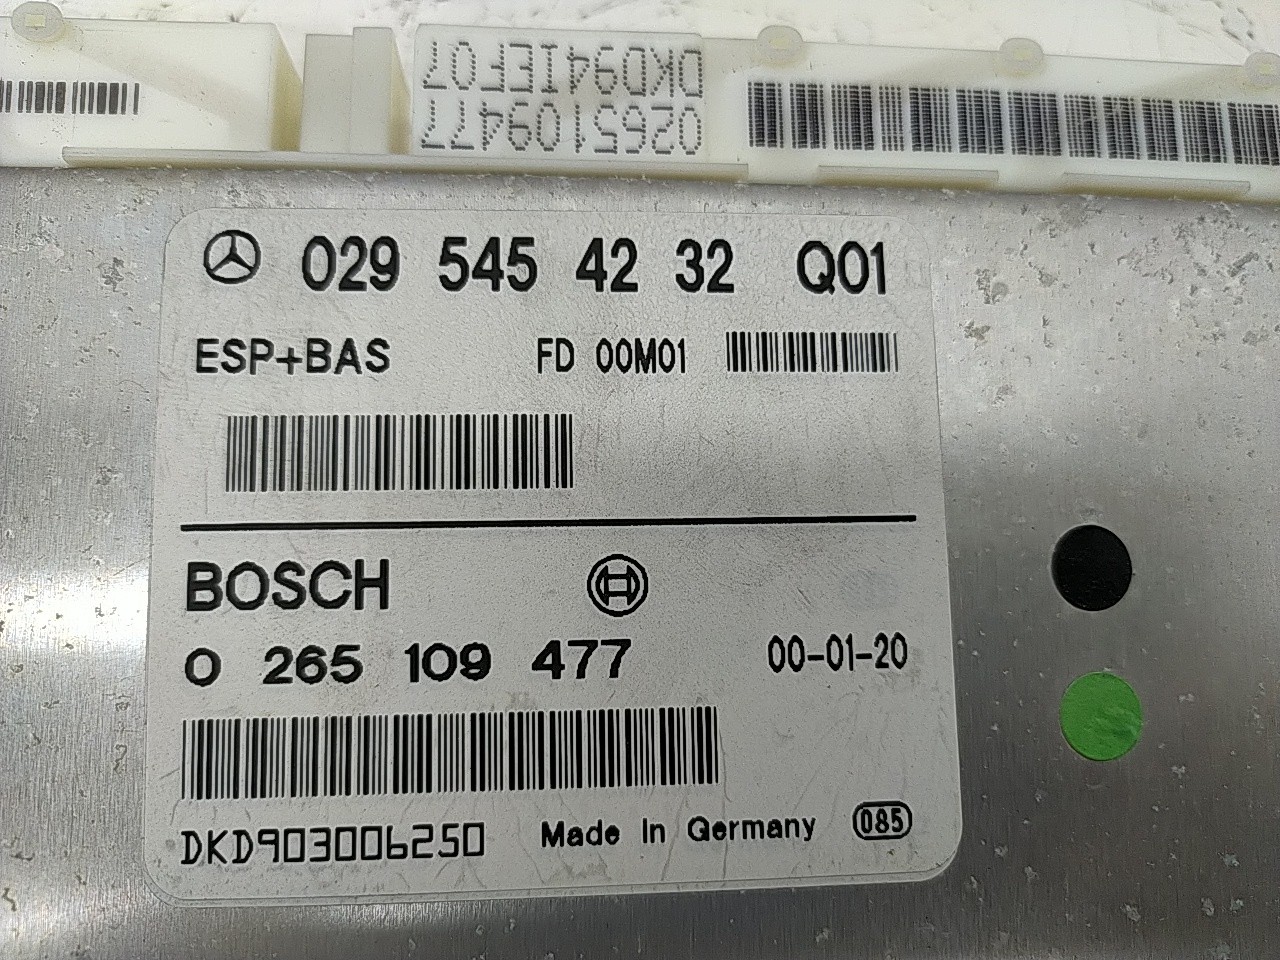 DKD94IEF07
0265109477
029 545 42 32 Q01
ESP+BAS FD 00M01
BOSCH
0 265 109 477 00-01-20
DKD903006250 Made In Germany 085